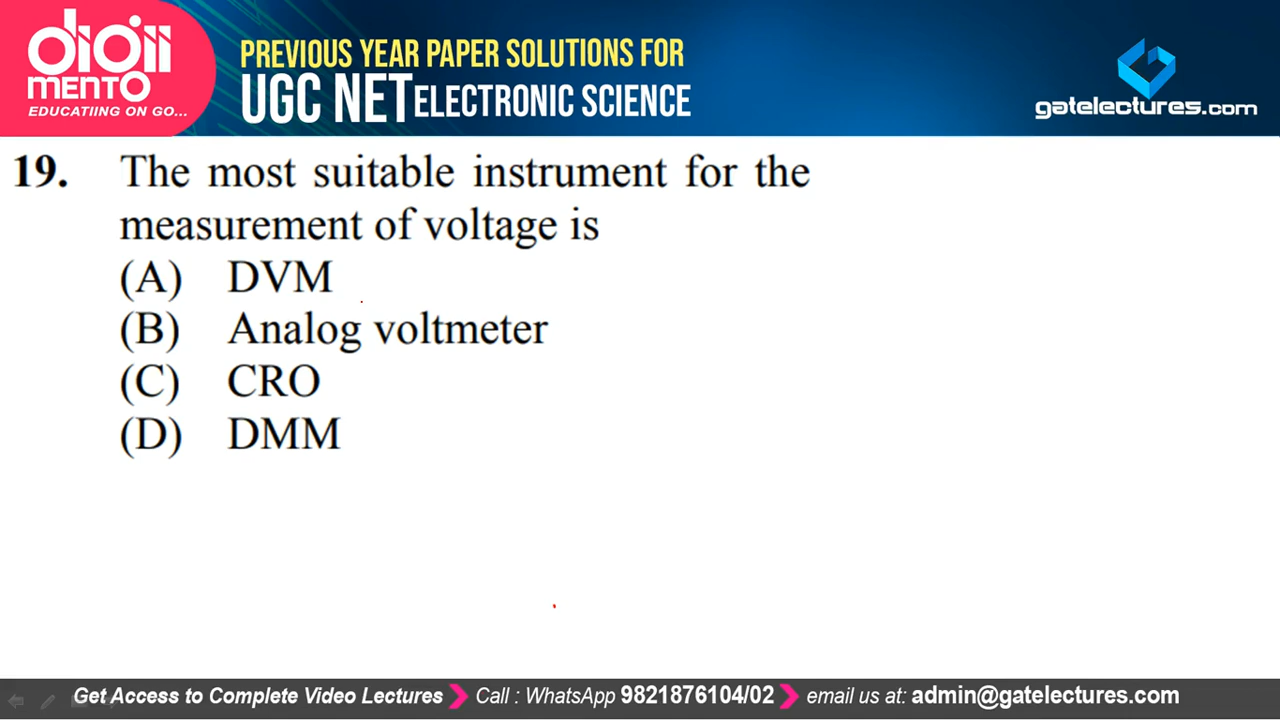 digii
MENTO
EDUCATIING ON GO...
PREVIOUS YEAR PAPER SOLUTIONS FOR
UGC NET ELECTRONIC SCIENCE
gatelectures.com
19. The most suitable instrument for the
measurement of voltage is
(A) DVM
(B) Analog voltmeter
(C) CRO
(D) DMM
Get Access to Complete Video Lectures Call : WhatsApp 9821876104/02 email us at: admin@gatelectures.com